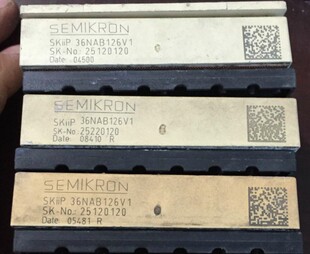 SEMIKRON
SKiiP 36NAB126V1
SK-No: 25120120
Date 04500
SEMIKRON
SKiiP 36NAB126V1
SK-No: 25220120
Date 08410 R
SEMIKRON
SKiiP 36NAB126V1
SK-No: 25120120
Date 05481 R